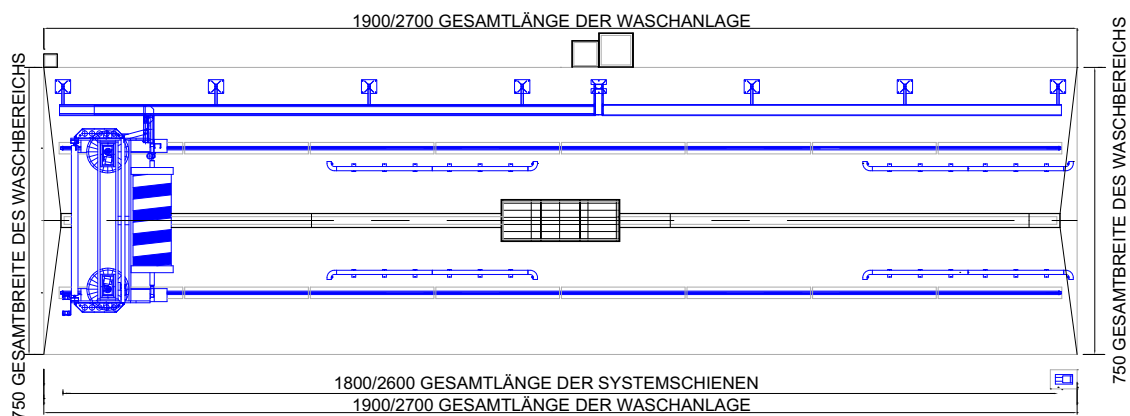 1900/2700 GESAMTLÄNGE DER WASCHANLAGE
750 GESAMTBREITE DES WASCHBEREICHS
750 GESAMTBREITE DES WASCHBEREICHS
1800/2600 GESAMTLÄNGE DER SYSTEMSCHIENEN
1900/2700 GESAMTLÄNGE DER WASCHANLAGE